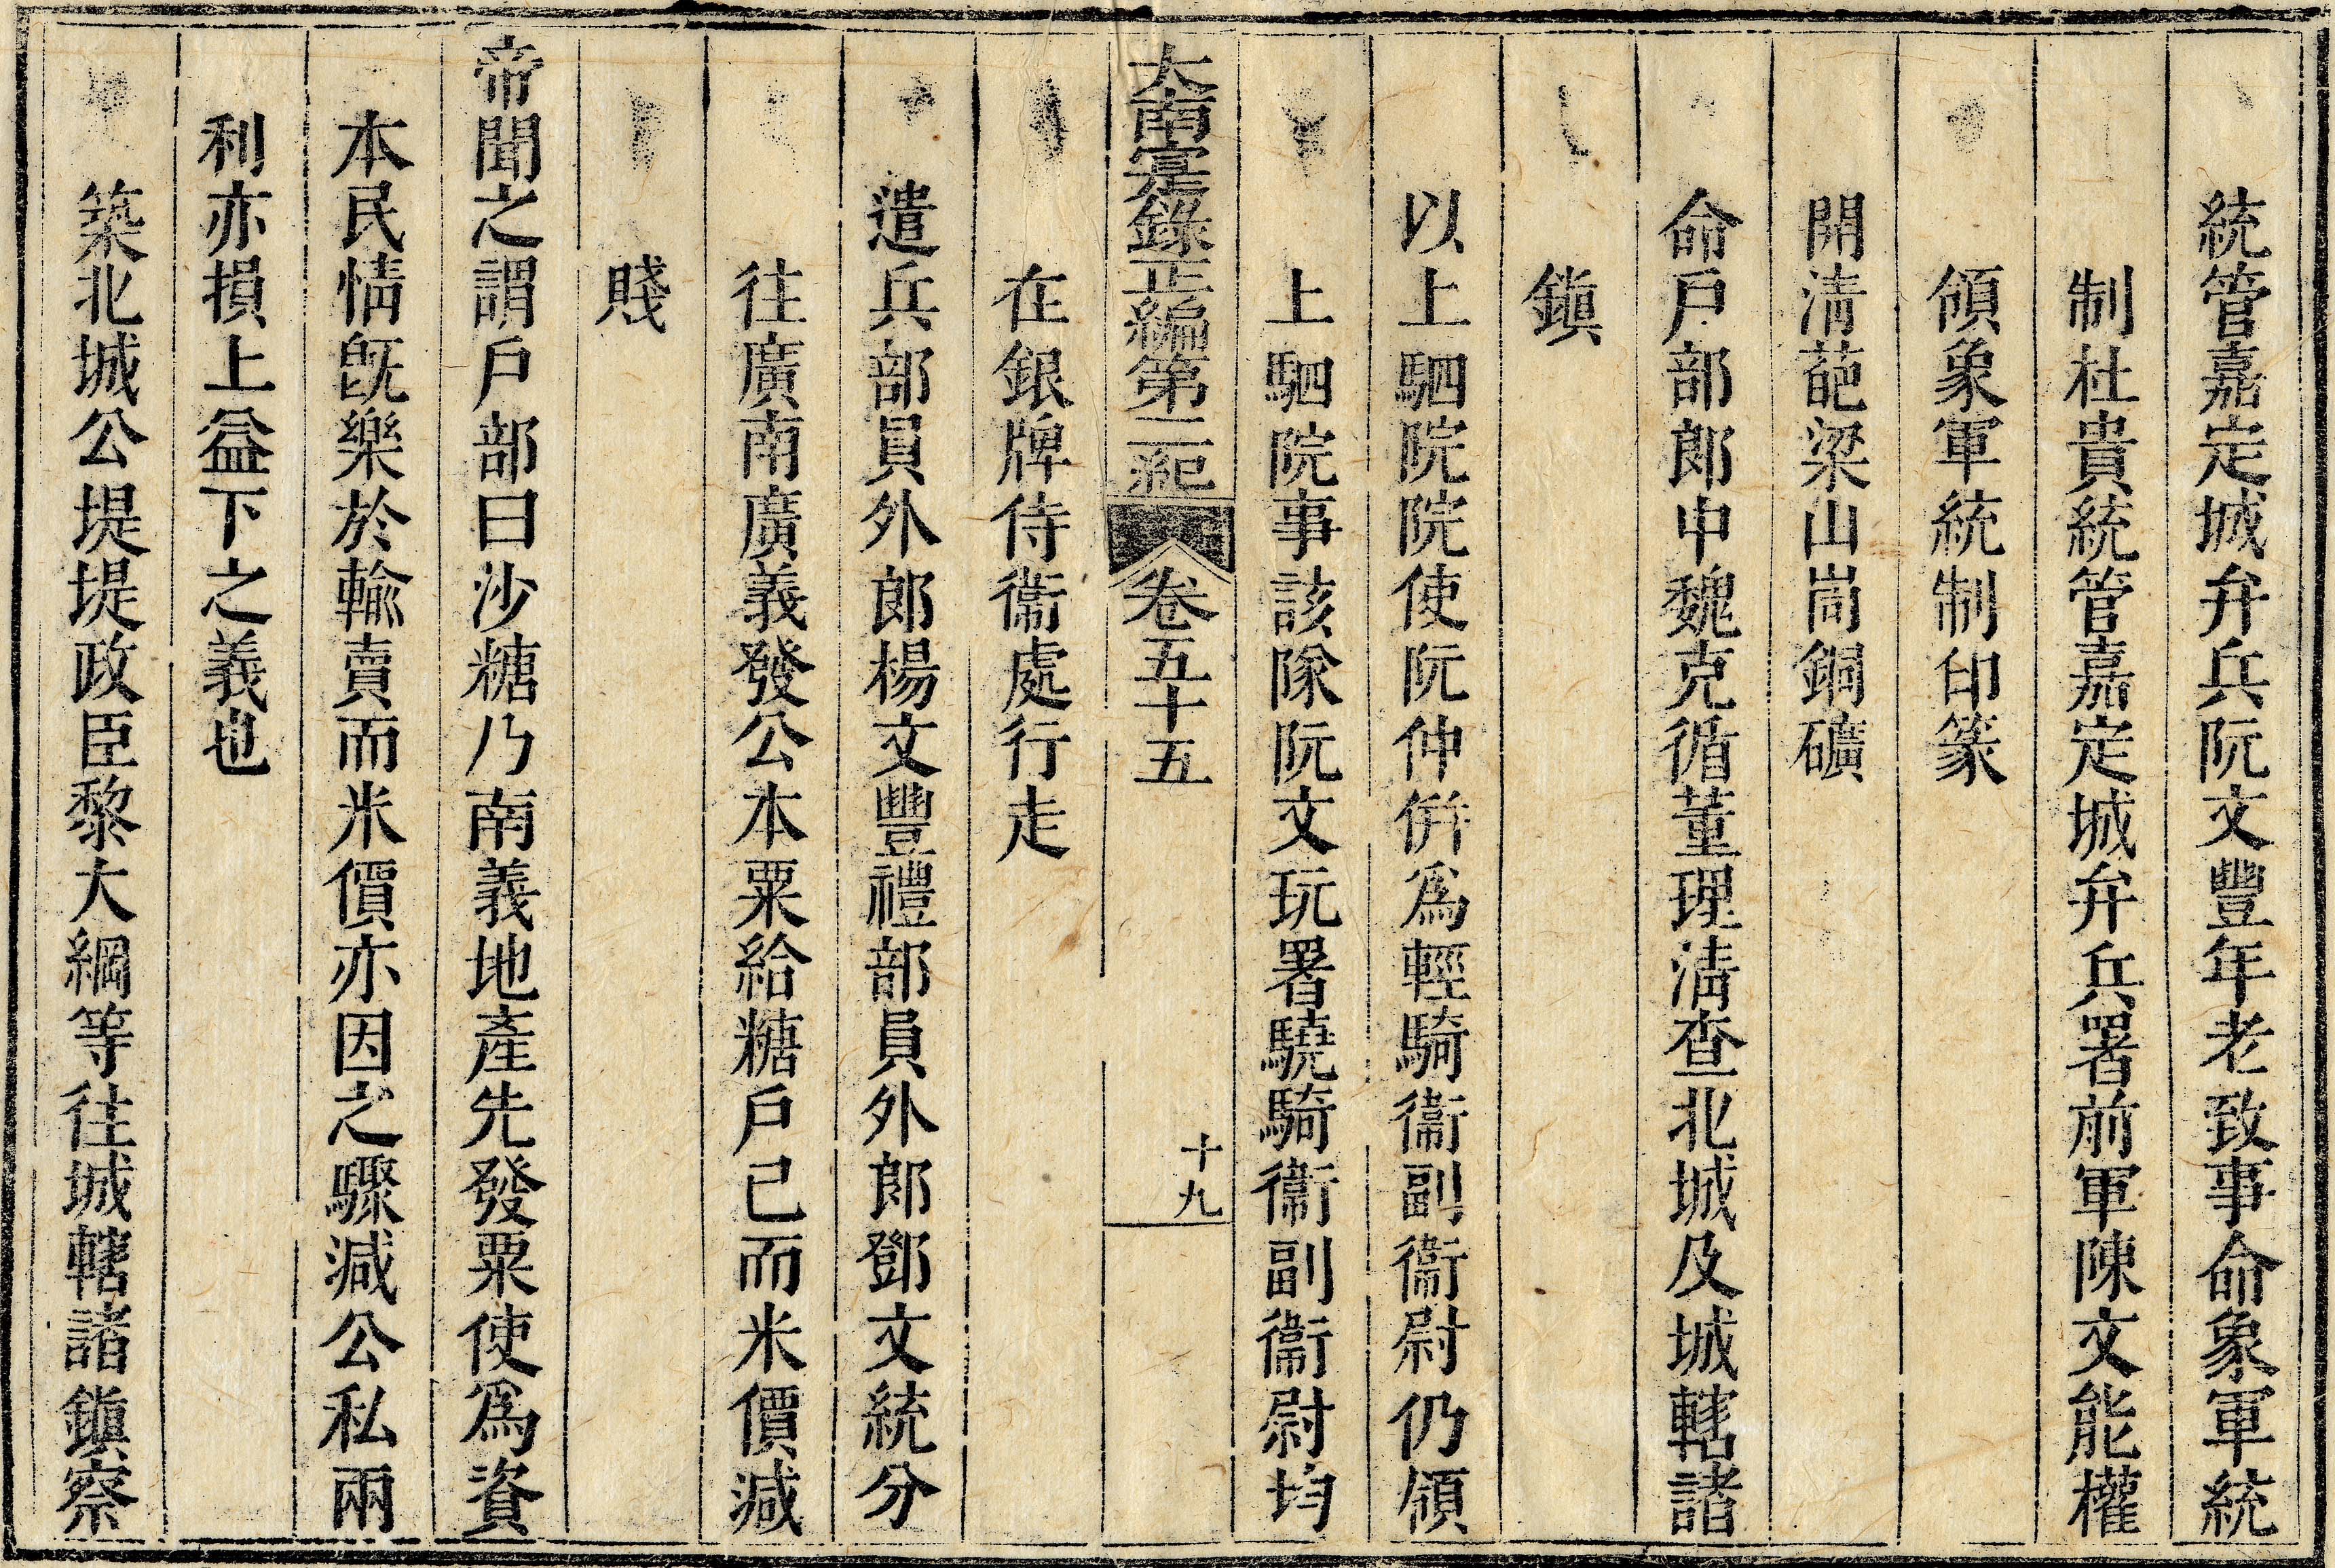 統管嘉定城弁兵阮文豐年老致事命象軍統
制杜貴統管嘉定城弁兵署前軍陳文能權
領象軍統制印篆
開清葩梁山崗銅礦
命戶部郎中魏克循董理清查北城及城轄諸
鎮
以上駟院院使阮仲倂爲輕騎衞副衞尉仍領
上駟院事該隊阮文玩署驍騎衞副衞尉均
大南寔錄正編第二紀 卷五十五 十九
在銀牌侍衞處行走
遣兵部員外郎楊文豐禮部員外郎鄧文統分
往廣南廣義發公本粟給糖戶已而米價減
賤
帝聞之謂戶部曰沙糖乃南義地產先發粟使爲資
本民情旣樂於輸賣而米價亦因之驟減公私兩
利亦損上益下之義也
築北城公堤堤政臣黎大綱等往城轄諸鎮察